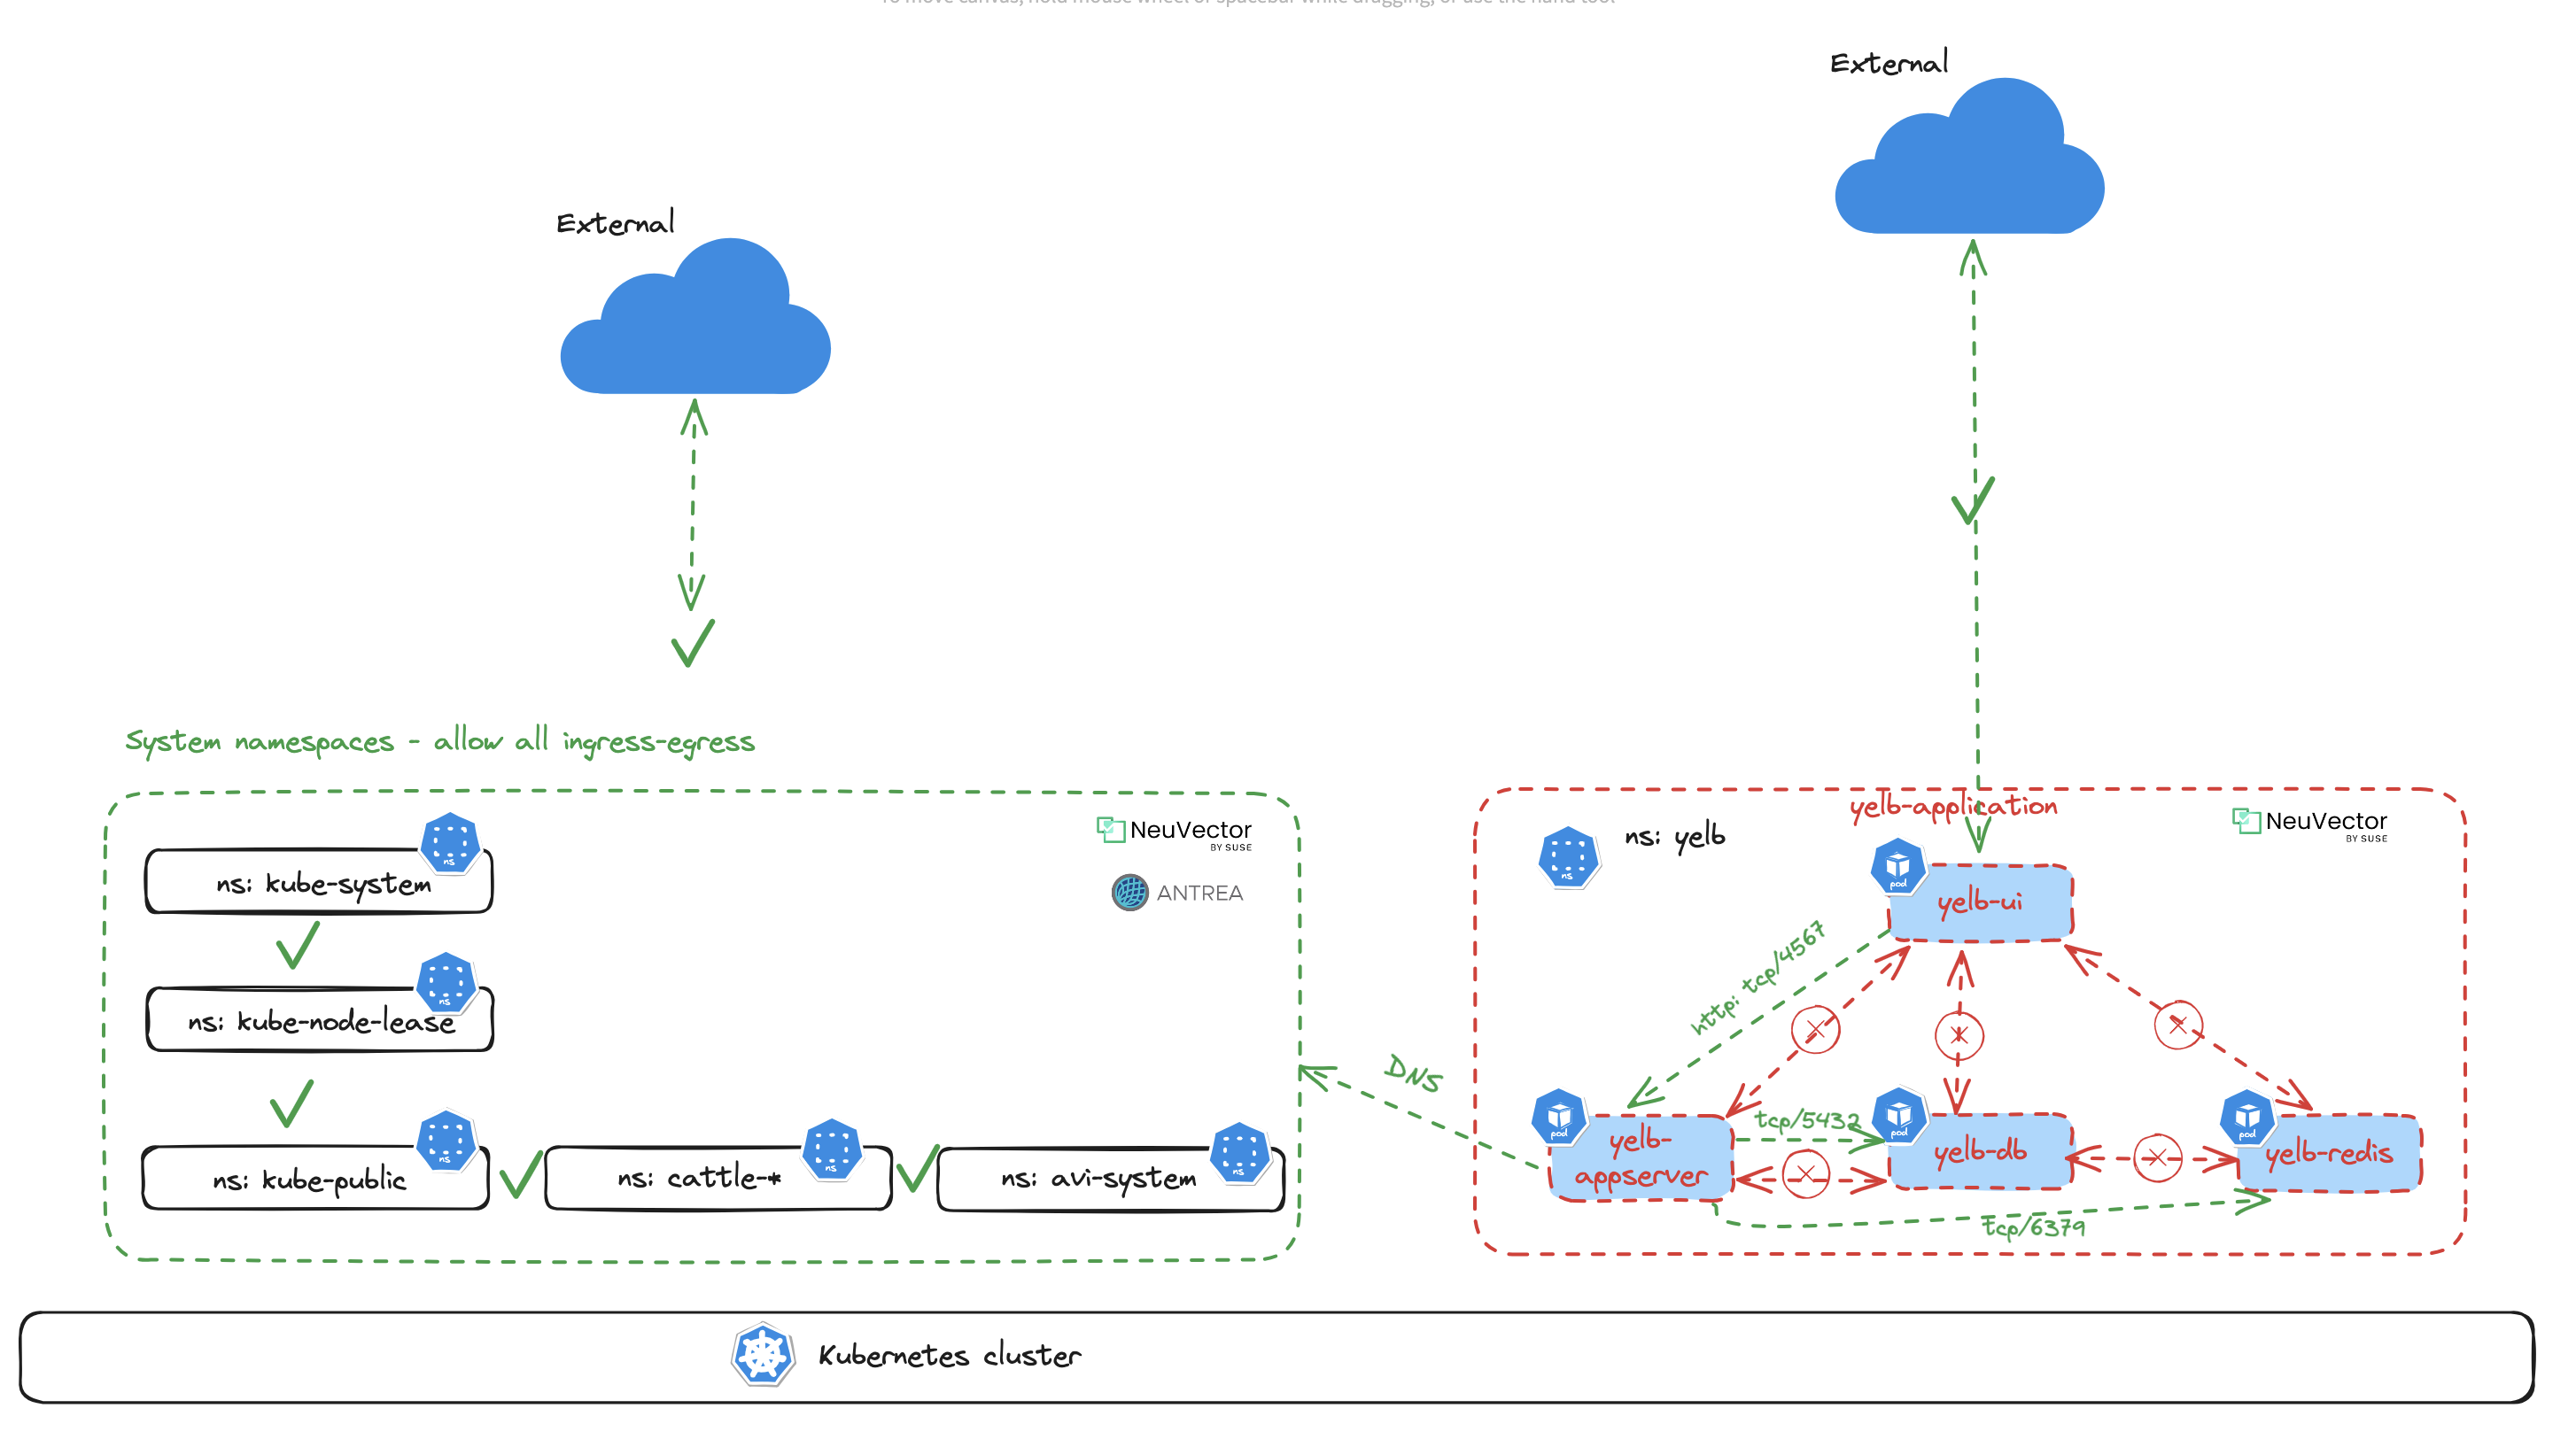 To move canvas, hold mouse wheel or spacebar while dragging, or use the hand tool
External
External
System namespaces - allow all ingress-egress
NeuVector
BY SUSE
ANTREA
ns
ns: kube-system
ns
ns: kube-node-lease
ns
ns: kube-public
ns
ns: cattle-*
ns
ns: avi-system
DNS
yelb-application
ns
ns: yelb
NeuVector
BY SUSE
pod
yelb-ui
http: tcp/4567
pod
yelb-
appserver
tcp/5432
pod
yelb-db
pod
yelb-redis
tcp/6379
Kubernetes cluster